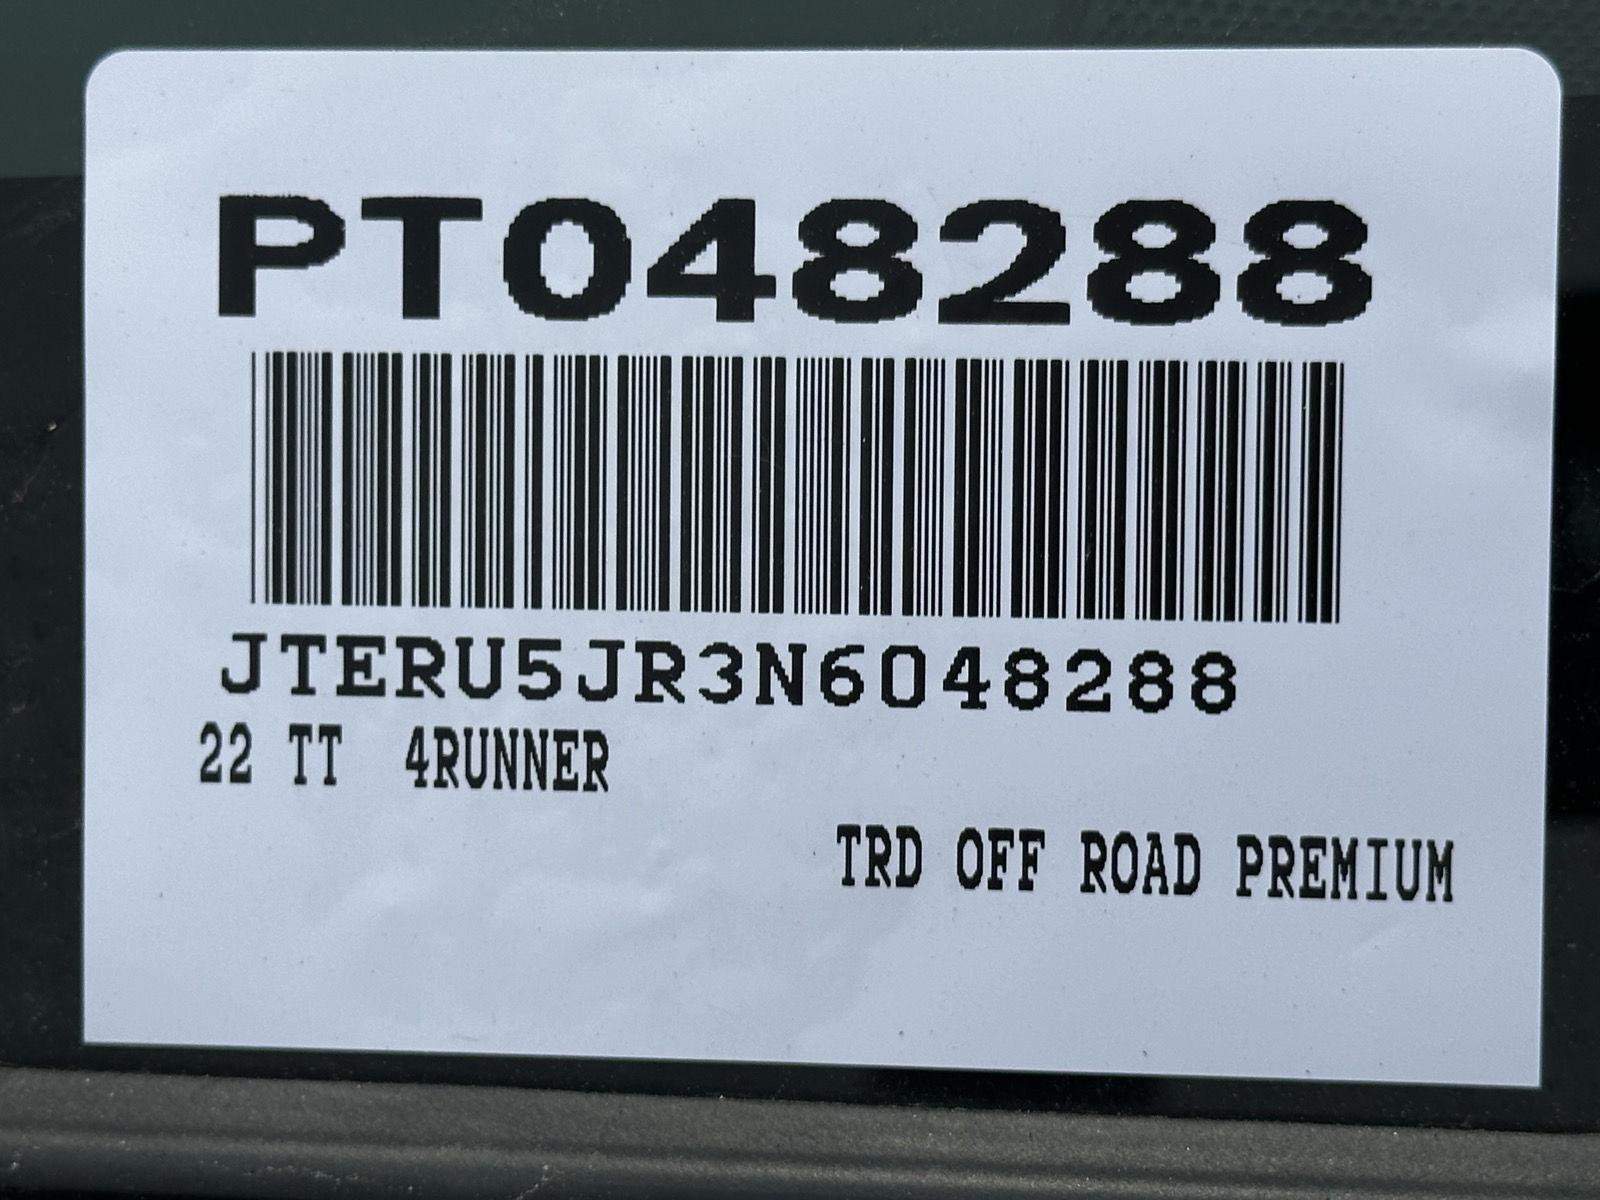 PT048288
JTERU5JR3N6048288
22 TT 4RUNNER
TRD OFF ROAD PREMIUM